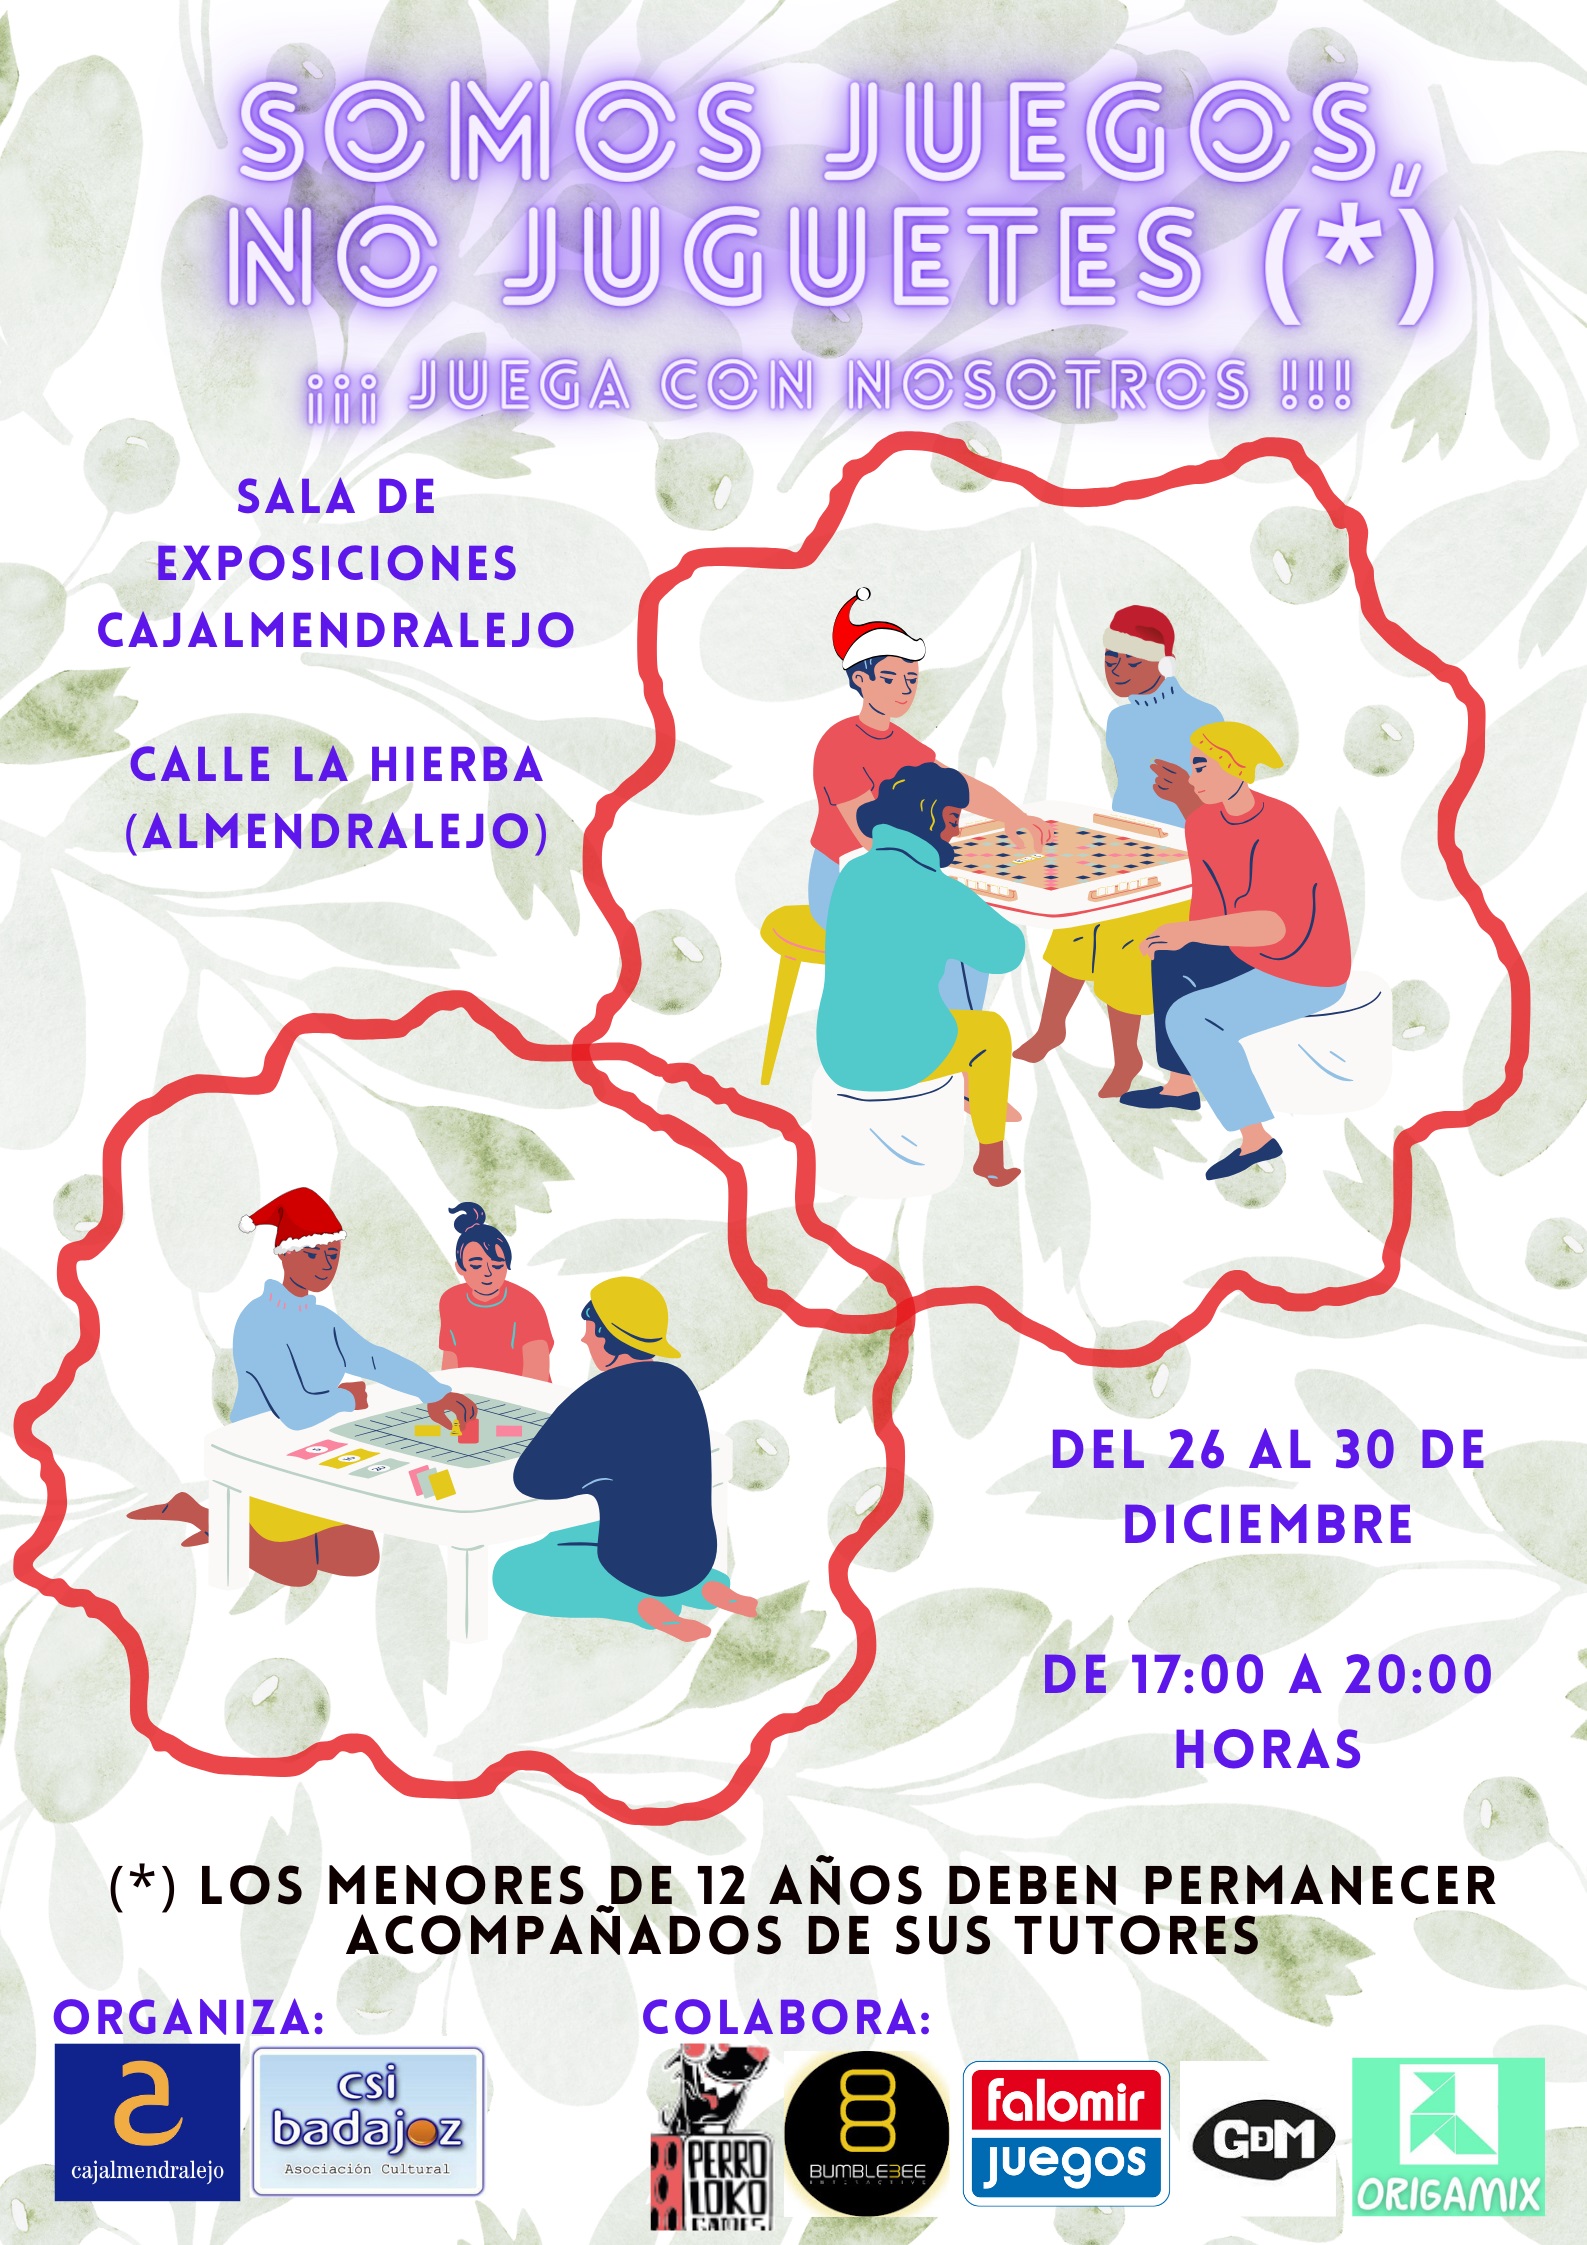 SOMOS JUEGOS,
NO JUGUETES (*)
¡¡¡ JUEGA CON NOSOTROS !!!
SALA DE
EXPOSICIONES
CAJALMENDRALEJO
CALLE LA HIERBA
(ALMENDRALEJO)
DEL 26 AL 30 DE
DICIEMBRE
DE 17:00 A 20:00
HORAS
(*) LOS MENORES DE 12 AÑOS DEBEN PERMANECER
ACOMPAÑADOS DE SUS TUTORES
ORGANIZA:
COLABORA:
cajalmendralejo
csi
badajoz
Asociación Cultural
PERRO
LOKO
GAMES
BUMBLE3EE
falomir
juegos
GDM
ORIGAMIX